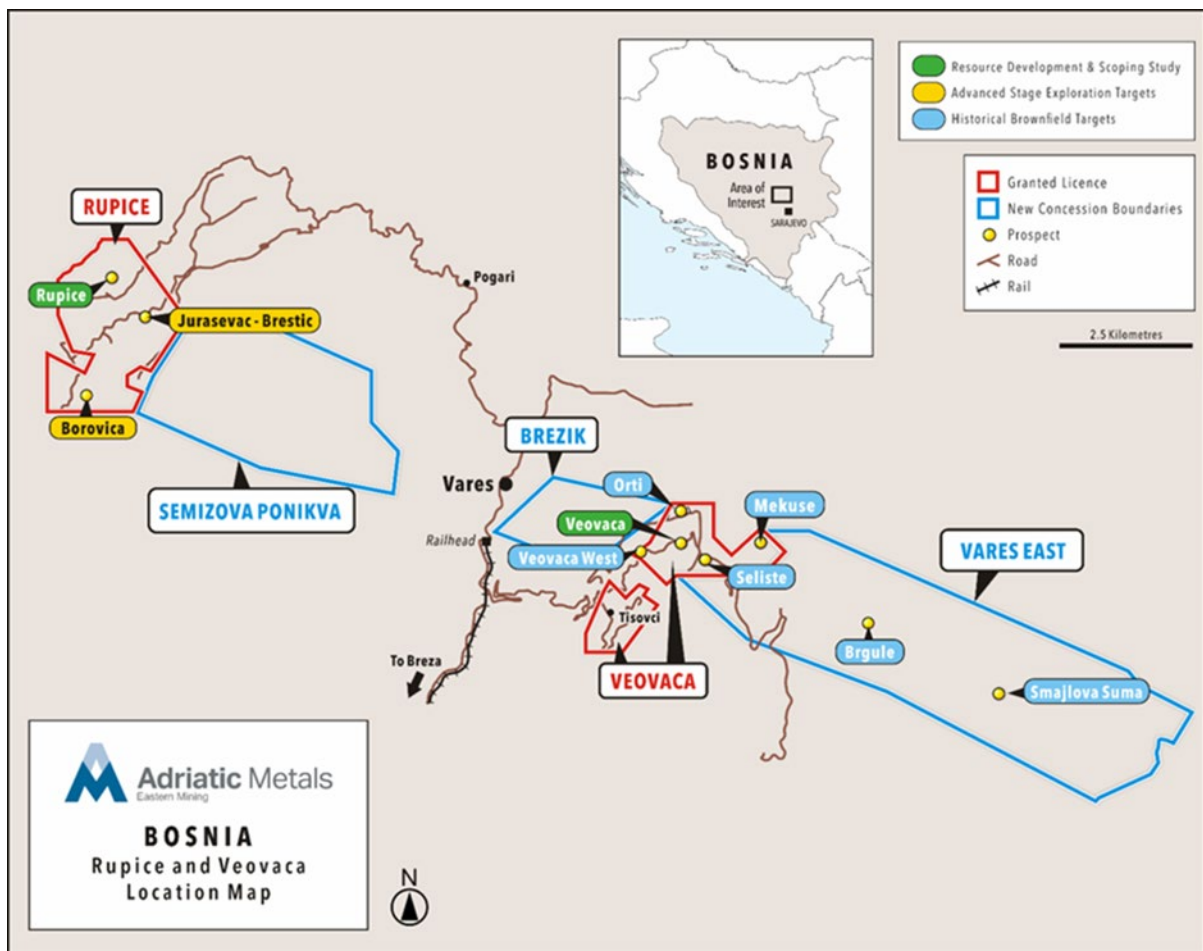 Resource Development & Scoping Study
Advanced Stage Exploration Targets
Historical Brownfield Targets
BOSNIA
Area of
Interest
SARAJEVO
Granted Licence
New Concession Boundaries
Prospect
Road
Rail
2.5 Kilometres
RUPICE
Rupice
Pogari
Jurasevac - Brestic
Borovica
SEMIZOVA PONIKVA
BREZIK
Vares
Orti
Mekuse
Veovaca
Railhead
Veovaca West
Seliste
VARES EAST
Tisovci
Brgule
To Breza
VEOVACA
Smajlova Suma
Adriatic Metals
Eastern Mining
BOSNIA
Rupice and Veovaca
Location Map
N